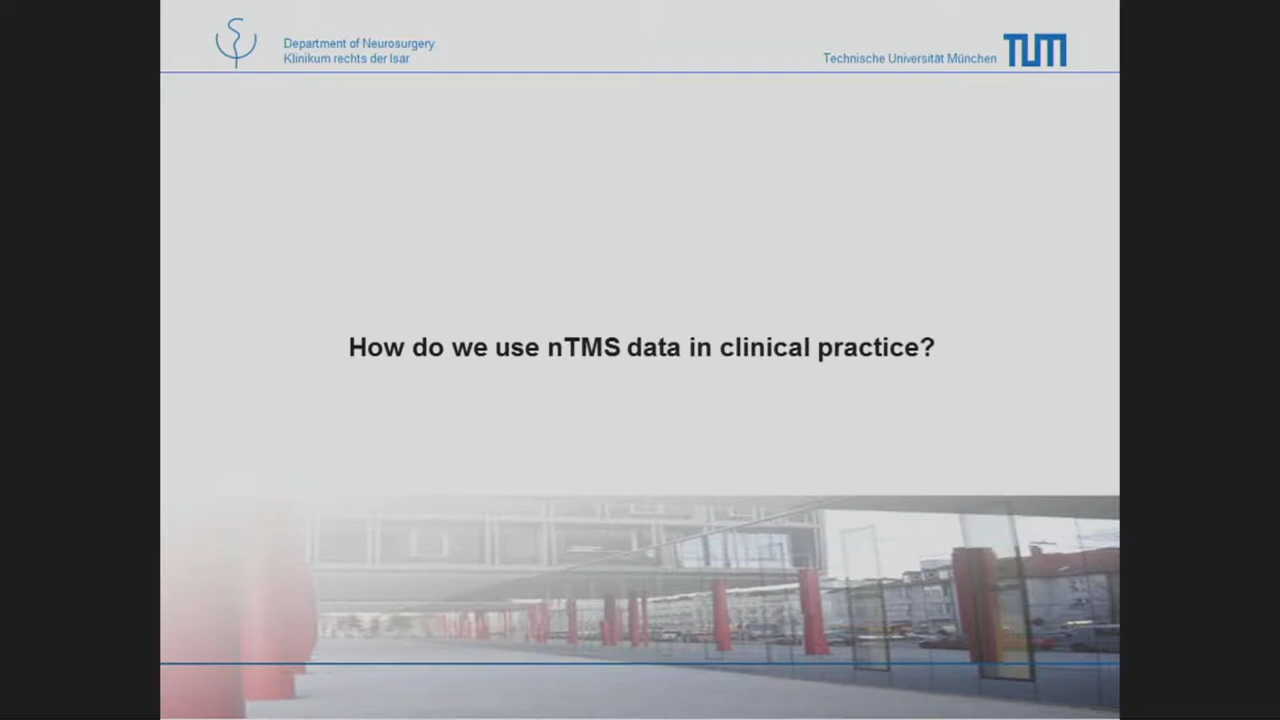 Department of Neurosurgery
Klinikum rechts der Isar
Technische Universität München
TUM
How do we use nTMS data in clinical practice?